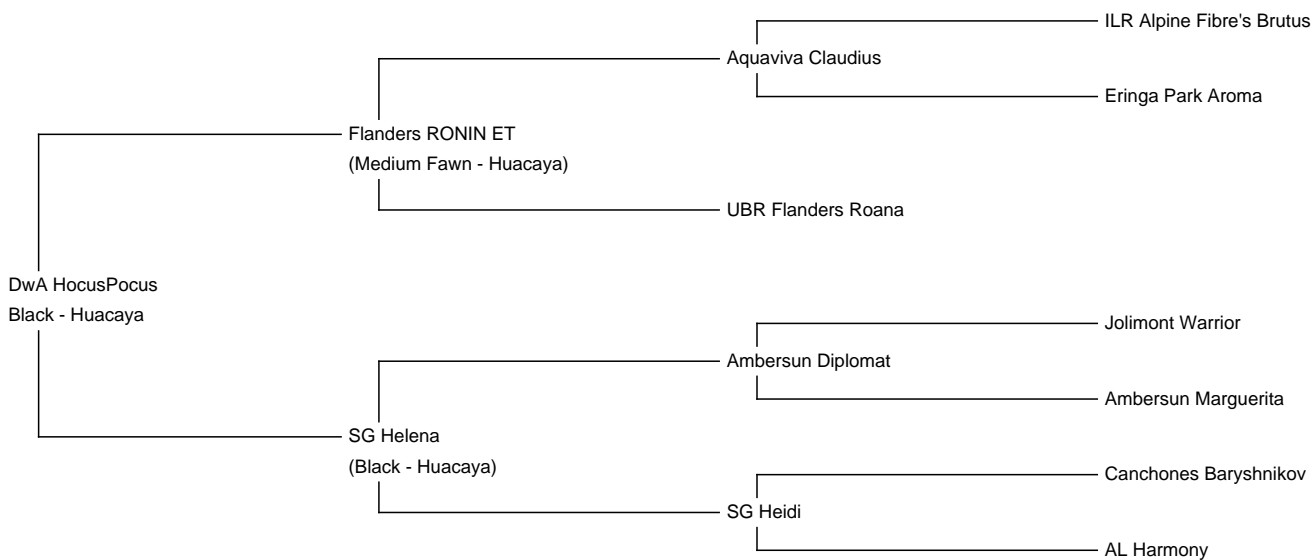 ILR Alpine Fibre's Brutus
Aquaviva Claudius
Eringa Park Aroma
Flanders RONIN ET
(Medium Fawn - Huacaya)
UBR Flanders Roana
DwA HocusPocus
Black - Huacaya
Jolimont Warrior
Ambersun Diplomat
Ambersun Marguerita
SG Helena
(Black - Huacaya)
Canchones Baryshnikov
SG Heidi
AL Harmony